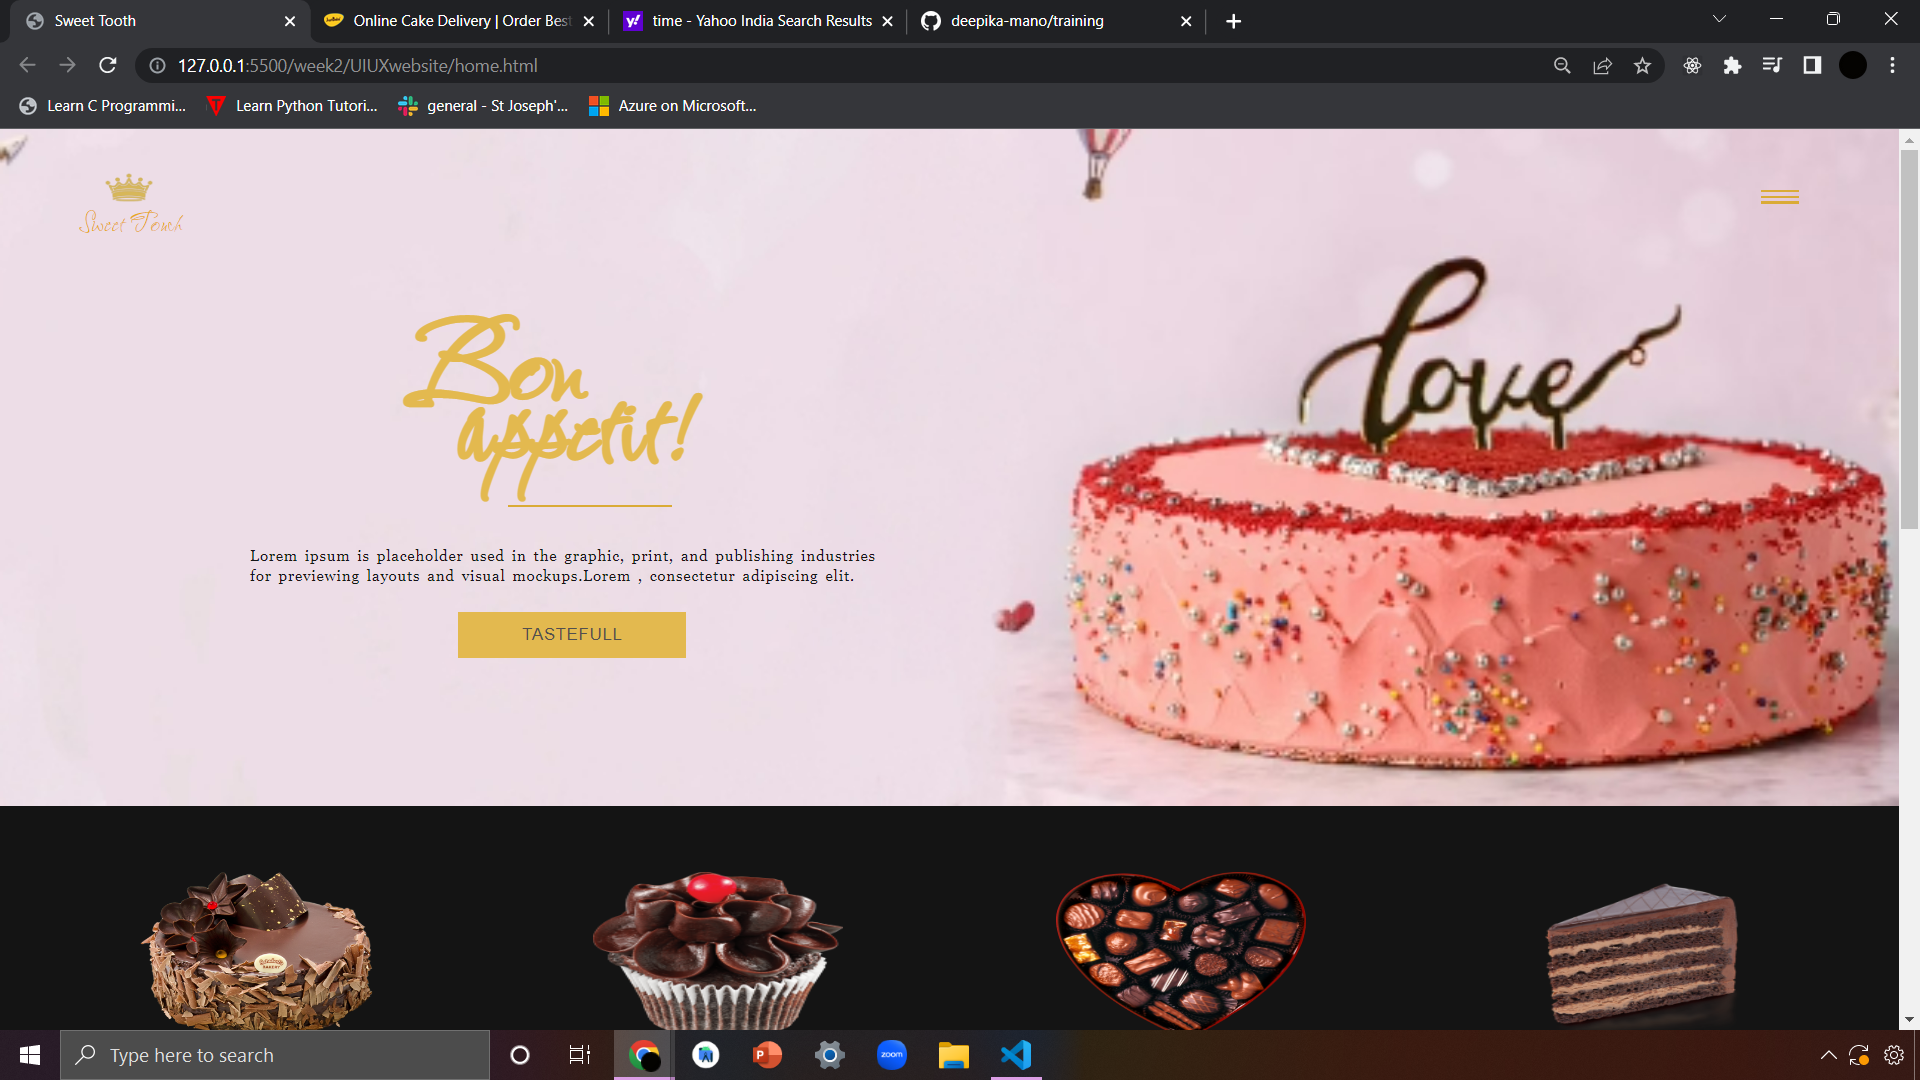 Sweet Tooth
Online Cake Delivery | Order Best
time - Yahoo India Search Results
deepika-mano/training
127.0.0.1:5500/week2/UIUXwebsite/home.html
Learn C Programmi...
Learn Python Tutori...
general - St Joseph'...
Azure on Microsoft...
Sweet Touch
love
Bon
appetit!
Lorem ipsum is placeholder used in the graphic, print, and publishing industries
for previewing layouts and visual mockups.Lorem , consectetur adipiscing elit.
TASTEFULL
Type here to search
zoom